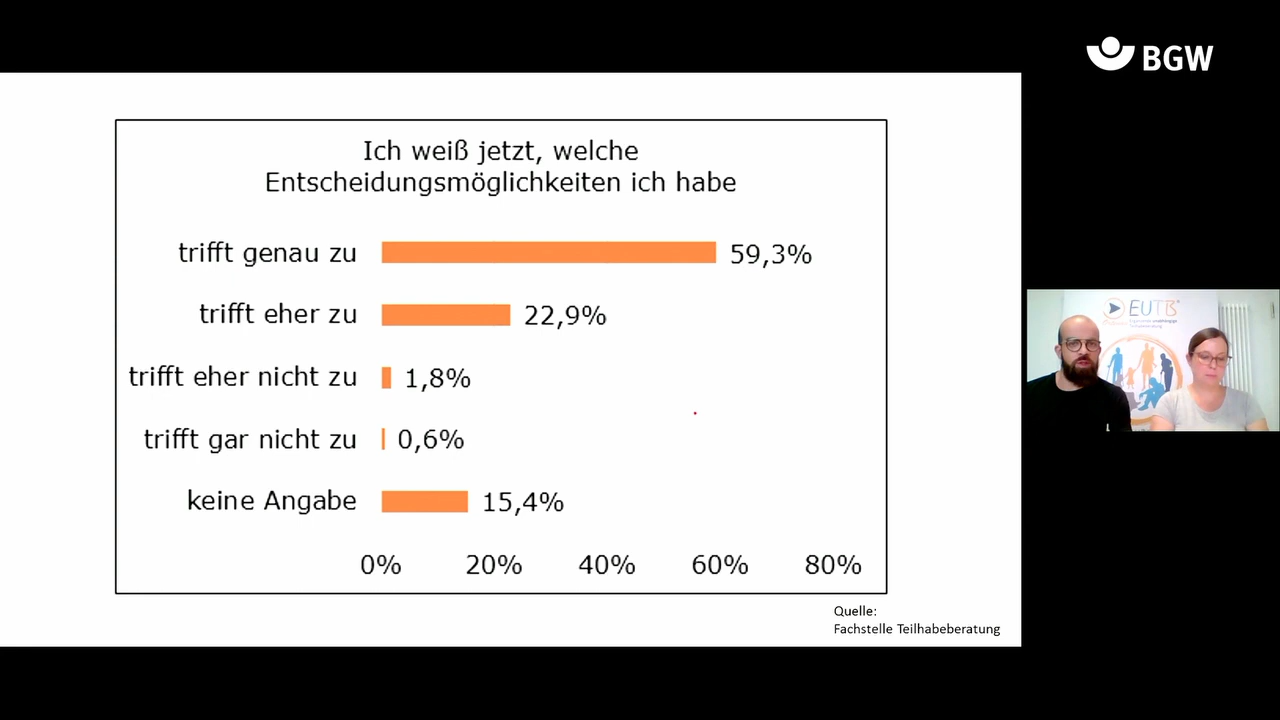 BGW
Ich weiß jetzt, welche
Entscheidungsmöglichkeiten ich habe
trifft genau zu 59,3%
trifft eher zu 22,9%
trifft eher nicht zu 1,8%
trifft gar nicht zu 0,6%
keine Angabe 15,4%
0% 20% 40% 60% 80%
Quelle:
Fachstelle Teilhabeberatung
EUTB